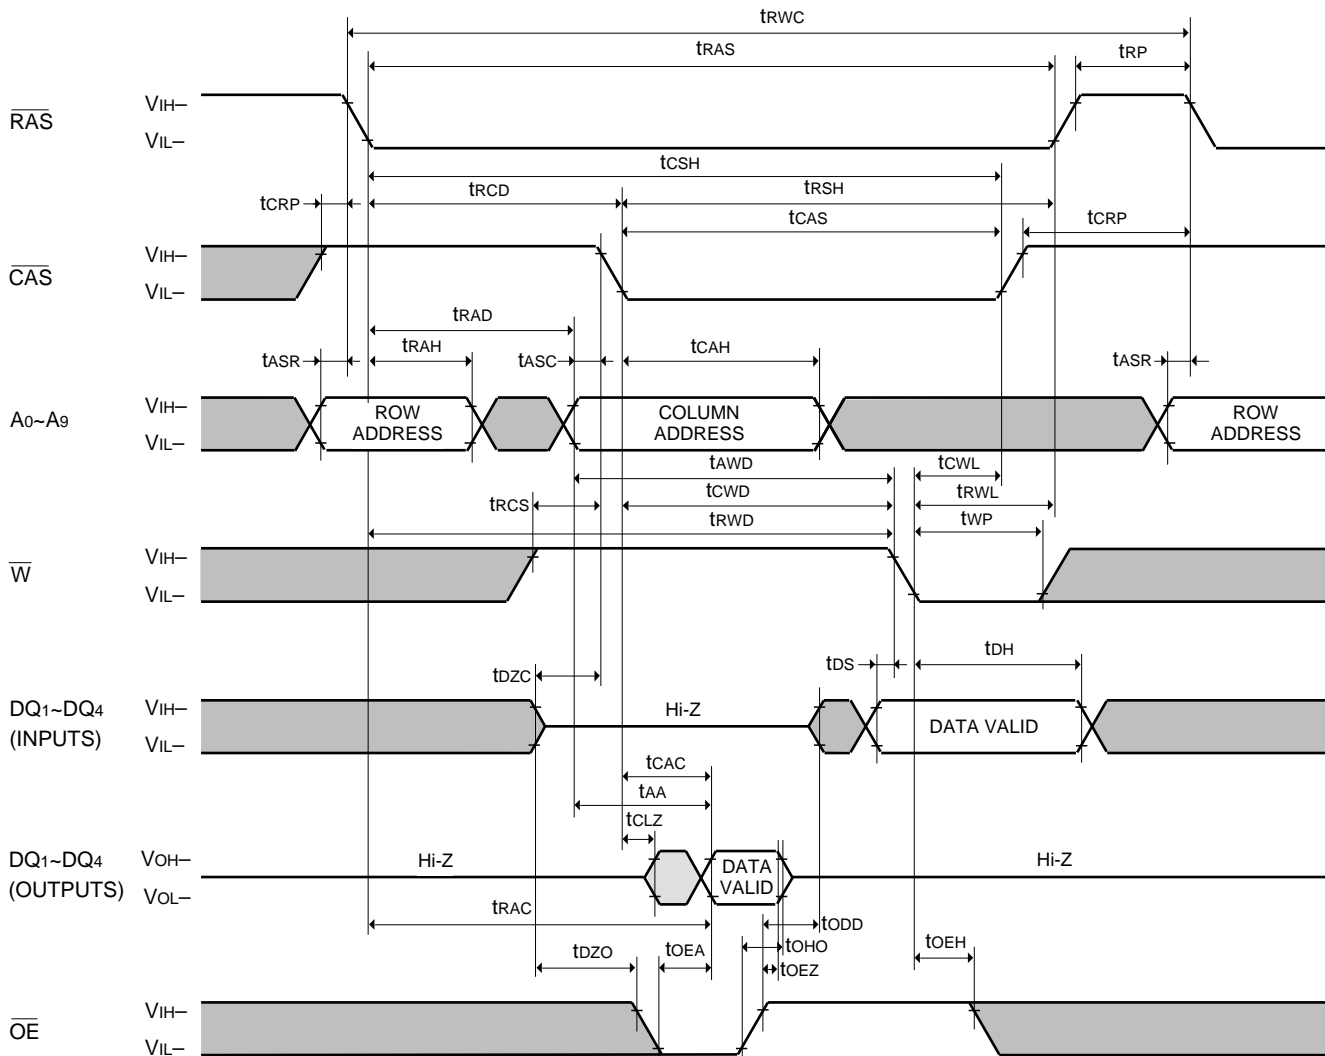 tRWC
tRAS
tRP
RAS
VIH–
VIL–
tCSH
tRCD
tRSH
tCRP
tCAS
tCRP
CAS
VIH–
VIL–
tRAD
tRAH
tCAH
tASR
tASC
tASR
A0~A9
VIH–
VIL–
ROW
ADDRESS
COLUMN
ADDRESS
ROW
ADDRESS
tAWD
tCWL
tRCS
tCWD
tRWL
tRWD
tWP
W
VIH–
VIL–
tDZC
tDS
tDH
DQ1~DQ4
(INPUTS)
VIH–
VIL–
Hi-Z
DATA VALID
tCAC
tAA
tCLZ
DQ1~DQ4
(OUTPUTS)
VOH–
VOL–
Hi-Z
DATA
VALID
Hi-Z
tRAC
tODD
tDZO
tOEA
tOHO
tOEH
tOEZ
OE
VIH–
VIL–